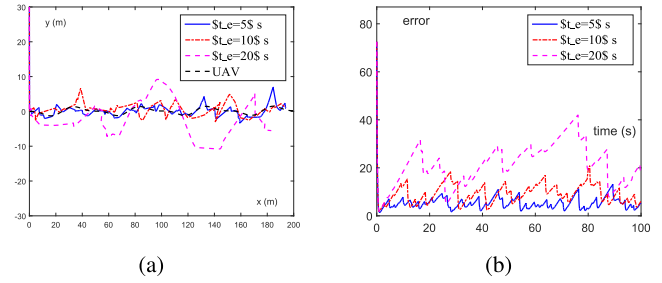 y (m)
$t_e=5$ s
$t_e=10$ s
$t_e=20$ s
UAV
30
20
10
0
-10
-20
-30
x (m)
0 20 40 60 80 100 120 140 160 180 200
(a)
error
$t_e=5$ s
$t_e=10$ s
$t_e=20$ s
80
60
40
20
0
time (s)
0 20 40 60 80 100
(b)